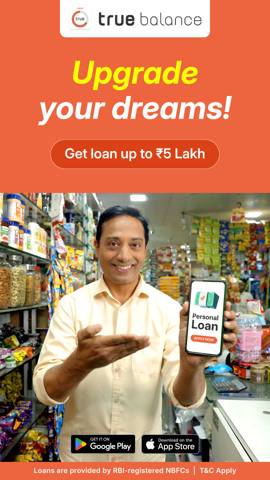 true balance
Upgrade
your dreams!
Get loan up to ₹5 Lakh
Personal
Loan
APPLY NOW
GET IT ON
Google Play
Download on the
App Store
Loans are provided by RBI-registered NBFCs | T&C Apply